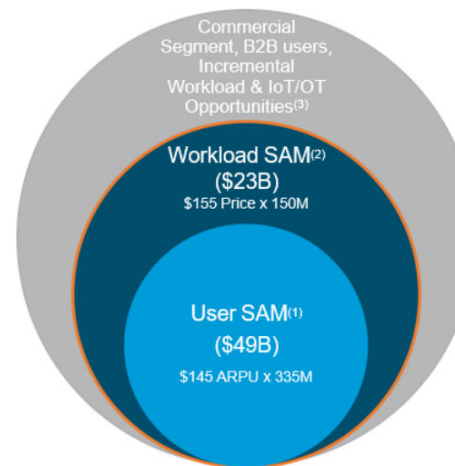 Commercial
Segment, B2B users,
Incremental
Workload & IoT/OT
Opportunities(3)
Workload SAM(2)
($23B)
$155 Price x 150M
User SAM(1)
($49B)
$145 ARPU x 335M